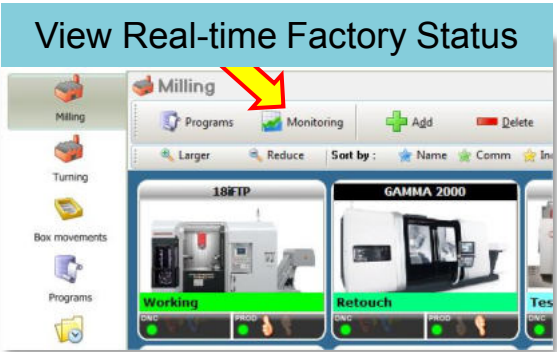 View Real-time Factory Status
Milling
Milling
Programs Monitoring Add Delete
Larger Reduce Sort by : Name Comm
Turning
18iFTP GAMMA 2000
Box movements
Programs
Working Retouch
DNC PROD DNC PROD DNC